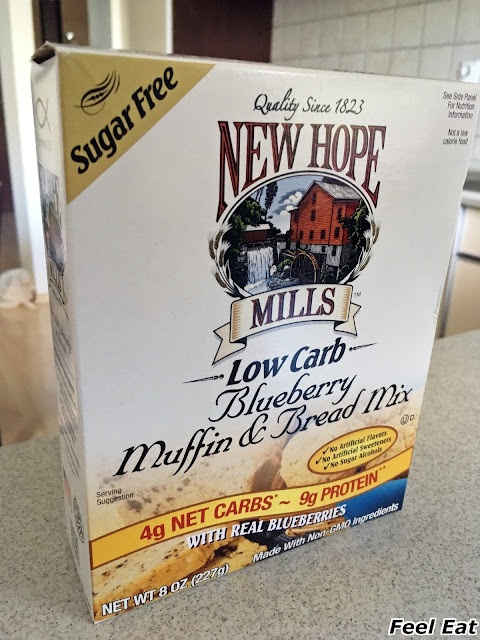 Sugar Free
Quality Since 1823
See Side Panel
For Nutrition
Information
Not a low
calorie food
NEW HOPE
MILLS™
Low Carb
Blueberry
Muffin & Bread Mix
Ⓤ D
✓No Artificial Flavors
✓No Artificial Sweeteners
✓No Sugar Alcohols
Serving
Suggestion
4g NET CARBS* ~ 9g PROTEIN**
WITH REAL BLUEBERRIES
Made With Non-GMO Ingredients
NET WT 8 OZ (227g)
Feel Eat